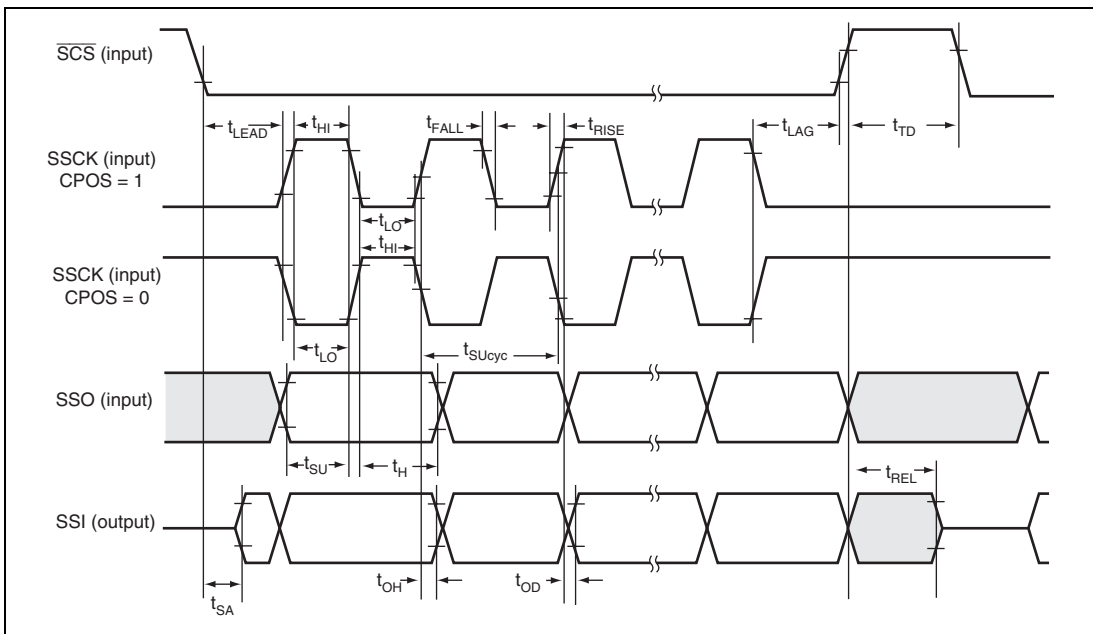 SCS (input)
tLEAD
tHI
tFALL
tRISE
tLAG
tTD
SSCK (input)
CPOS = 1
tLO
tHI
SSCK (input)
CPOS = 0
tLO
tSUcyc
SSO (input)
tSU
tH
tREL
SSI (output)
tOH
tOD
tSA